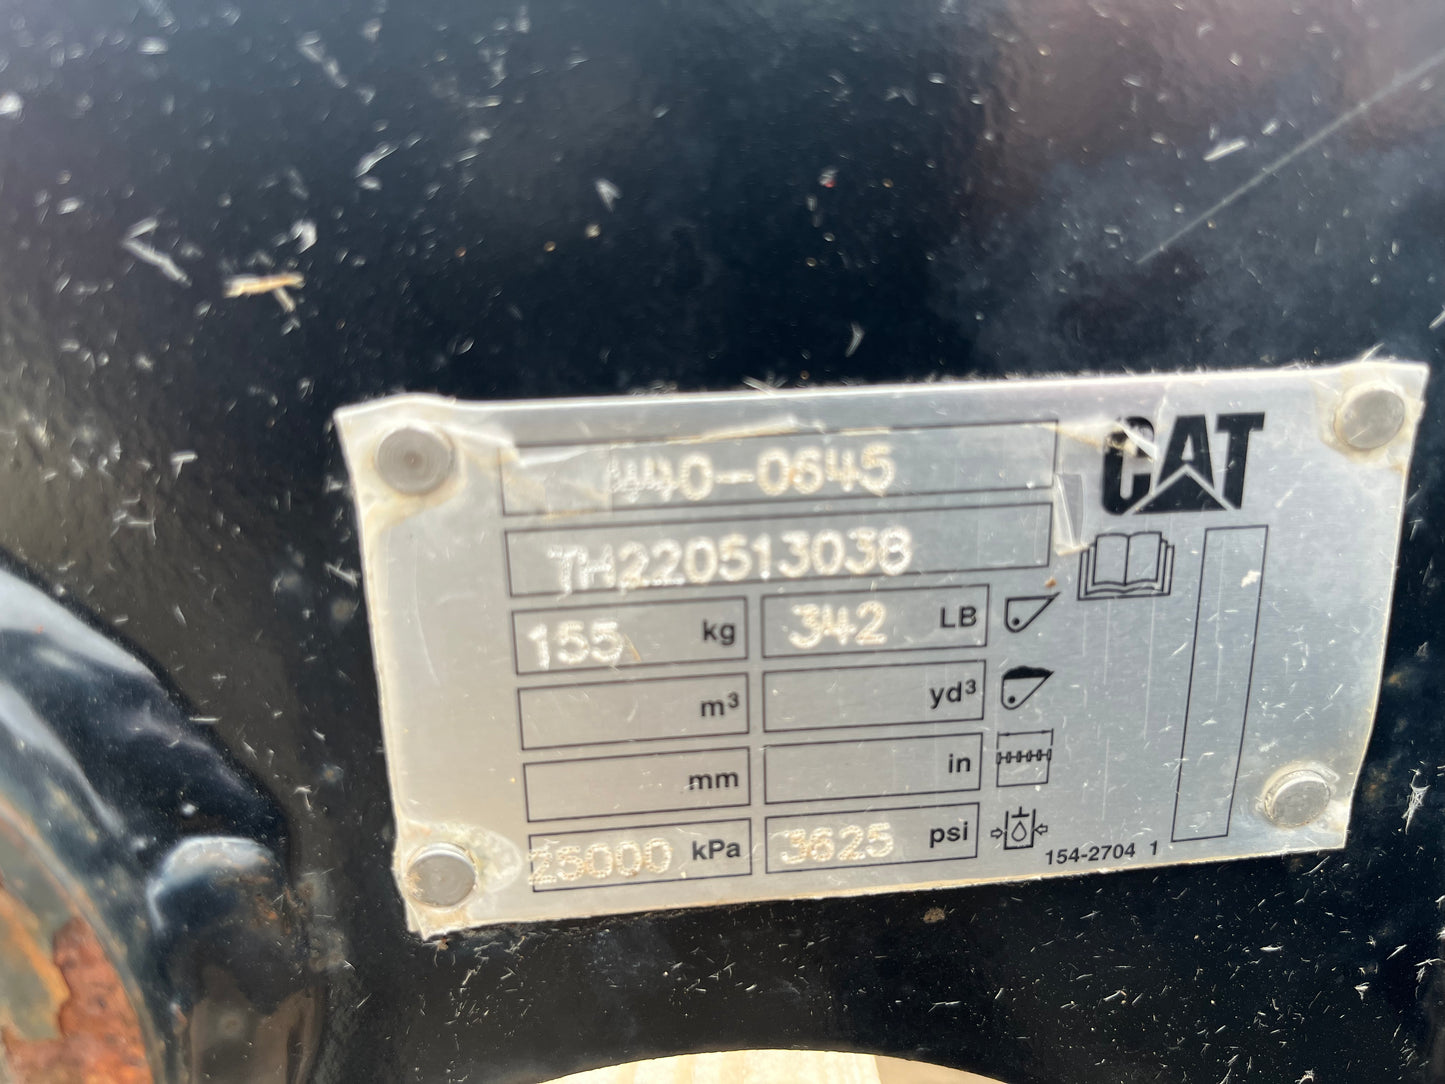 CAT
440-0645
TH220513038
155 kg 342 LB
m³ yd³
mm in
25000 kPa 3625 psi
154-2704 1